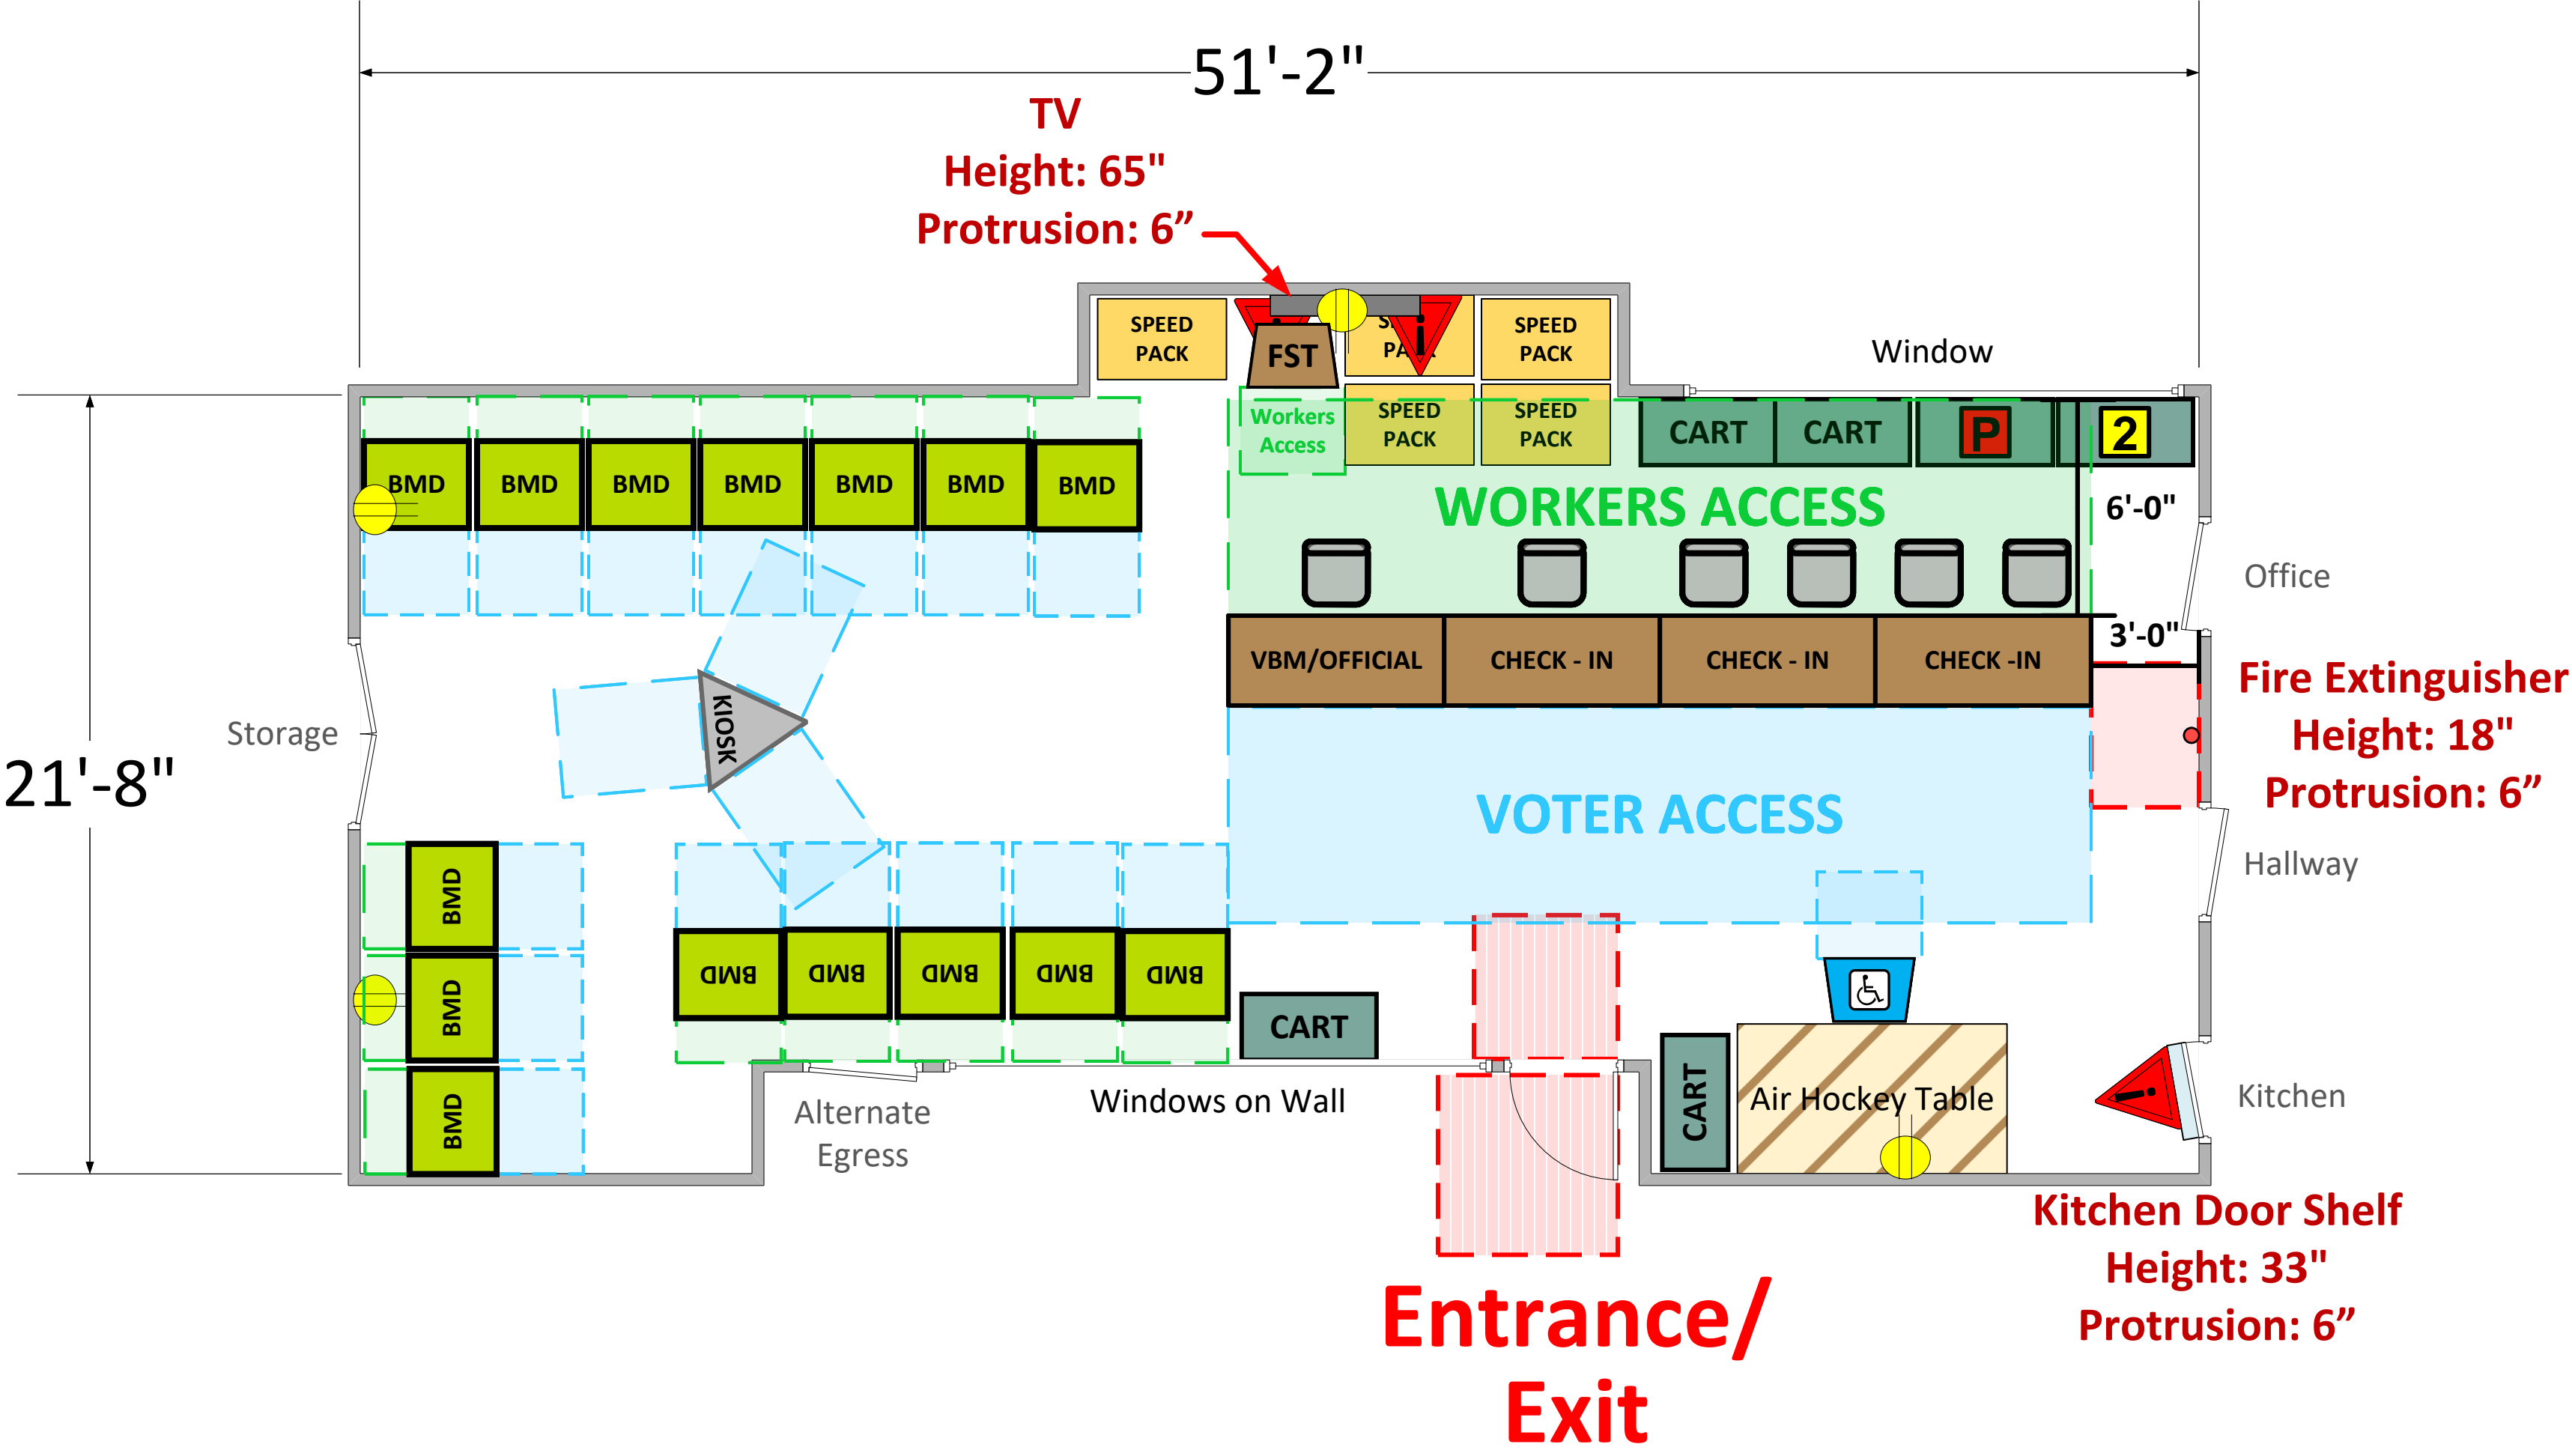 51'-2"
TV
Height: 65"
Protrusion: 6”
SPEED
PACK
FST
SPEED
PACK
Window
Workers
Access
SPEED
PACK
SPEED
PACK
CART
CART
P
2
BMD
BMD
BMD
BMD
BMD
BMD
BMD
WORKERS ACCESS
6'-0"
Office
3'-0"
VBM/OFFICIAL
CHECK - IN
CHECK - IN
CHECK -IN
Fire Extinguisher
Height: 18"
Protrusion: 6”
KIOSK
Storage
21'-8"
VOTER ACCESS
Hallway
BMD
BMD
BMD
BMD
BMD
BMD
BMD
BMD
CART
CART
Air Hockey Table
Windows on Wall
Alternate
Egress
Kitchen
Kitchen Door Shelf
Height: 33"
Protrusion: 6”
Entrance/
Exit